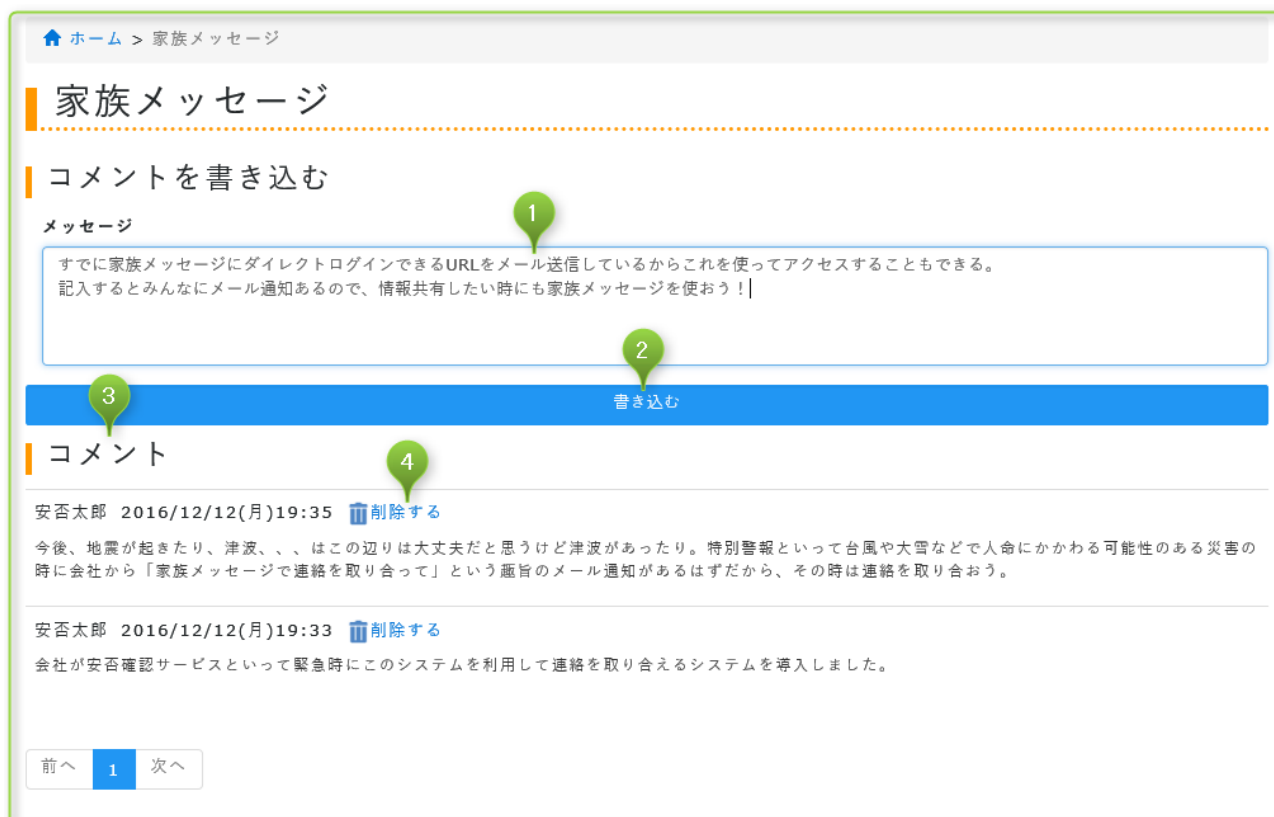 ホーム > 家族メッセージ
家族メッセージ
コメントを書き込む
メッセージ
1
すでに家族メッセージにダイレクトログインできるURLをメール送信しているからこれを使ってアクセスすることもできる。
記入するとみんなにメール通知あるので、情報共有したい時にも家族メッセージを使おう！
2
書き込む
3
コメント
4
安否太郎 2016/12/12(月)19:35 削除する
今後、地震が起きたり、津波、、、はこの辺りは大丈夫だと思うけど津波があったり。特別警報といって台風や大雪などで人命にかかわる可能性のある災害の
時に会社から「家族メッセージで連絡を取り合って」という趣旨のメール通知があるはずだから、その時は連絡を取り合おう。
安否太郎 2016/12/12(月)19:33 削除する
会社が安否確認サービスといって緊急時にこのシステムを利用して連絡を取り合えるシステムを導入しました。
前へ 1 次へ